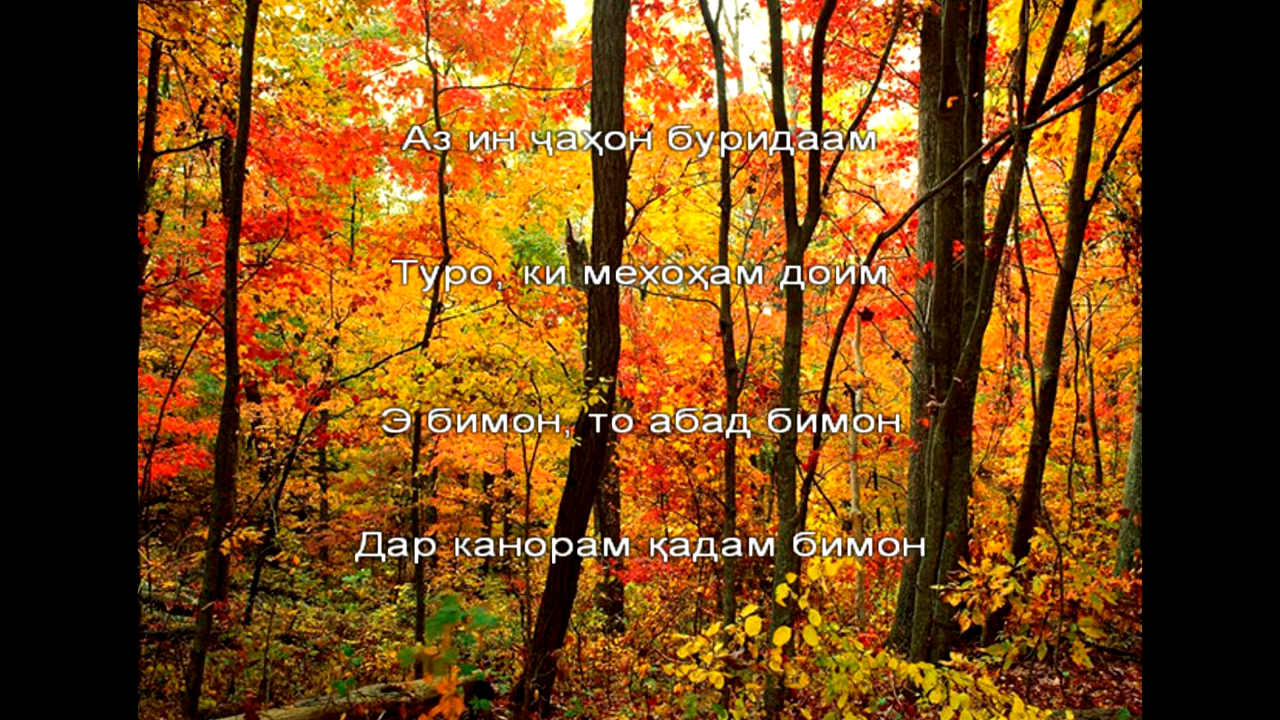 Аз ин ҷаҳон буридаам
Туро, ки мехоҳам доим
Э бимон, то абад бимон
Дар канорам қадам бимон